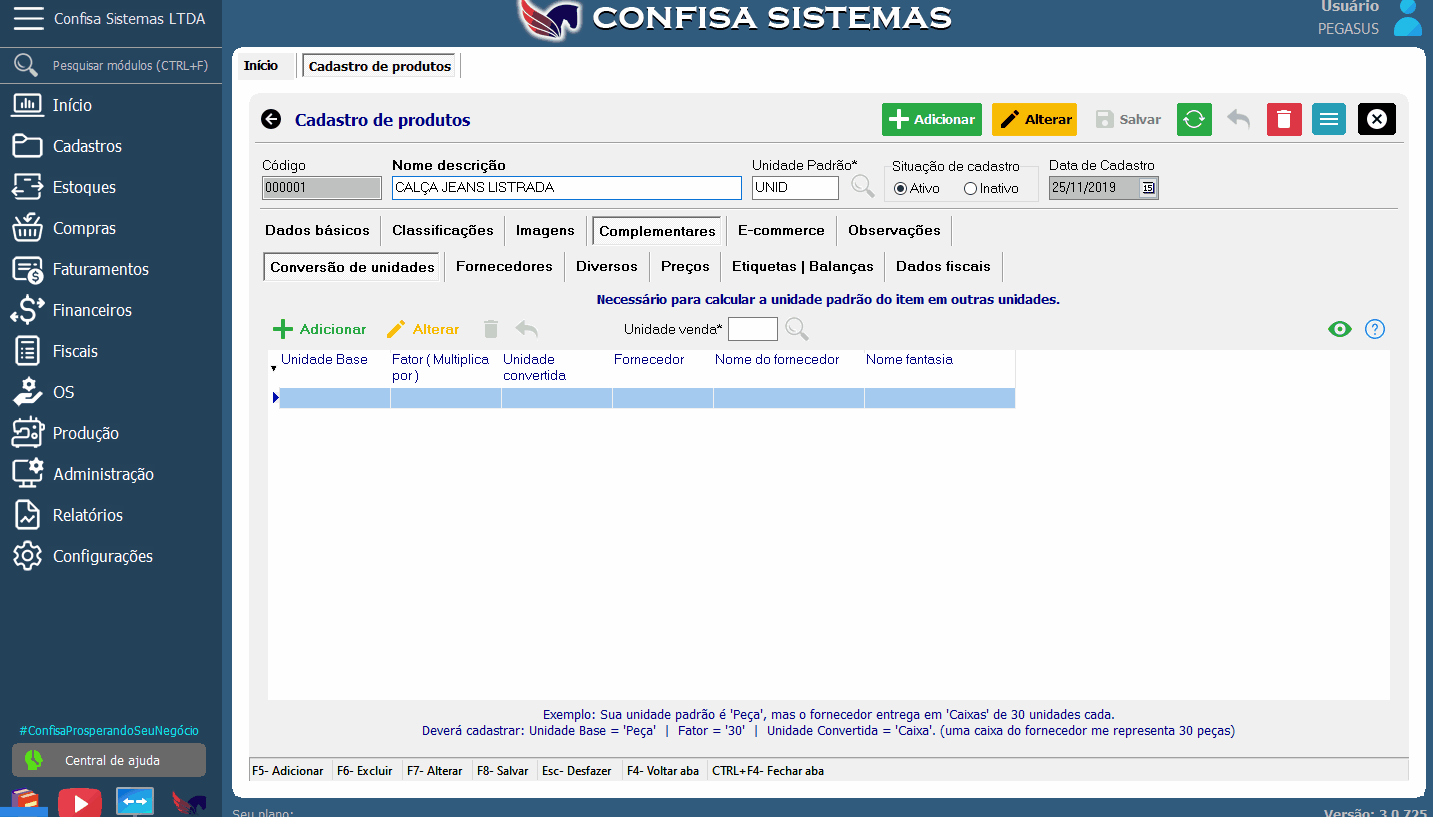 Confisa Sistemas LTDA
CONFISA SISTEMAS
Usuário
PEGASUS
Pesquisar módulos (CTRL+F)
Início
Cadastros
Estoques
Compras
Faturamentos
Financeiros
Fiscais
OS
Produção
Administração
Relatórios
Configurações
#ConfisaProsperandoSeuNegócio
Central de ajuda
Início
Cadastro de produtos
Cadastro de produtos
Adicionar
Alterar
Salvar
Código
Nome descrição
Unidade Padrão*
Situação de cadastro
Data de Cadastro
000001
CALÇA JEANS LISTRADA
UNID
Ativo
Inativo
25/11/2019
15
Dados básicos
Classificações
Imagens
Complementares
E-commerce
Observações
Conversão de unidades
Fornecedores
Diversos
Preços
Etiquetas | Balanças
Dados fiscais
Necessário para calcular a unidade padrão do item em outras unidades.
Adicionar
Alterar
Unidade venda*
?
Unidade Base
Fator ( Multiplica
por )
Unidade
convertida
Fornecedor
Nome do fornecedor
Nome fantasia
Exemplo: Sua unidade padrão é 'Peça', mas o fornecedor entrega em 'Caixas' de 30 unidades cada.
Deverá cadastrar: Unidade Base = 'Peça' | Fator = '30' | Unidade Convertida = 'Caixa'. (uma caixa do fornecedor me representa 30 peças)
F5- Adicionar
F6- Excluir
F7- Alterar
F8- Salvar
Esc- Desfazer
F4- Voltar aba
CTRL+F4- Fechar aba
Seu plano:
Versão: 3.0.725